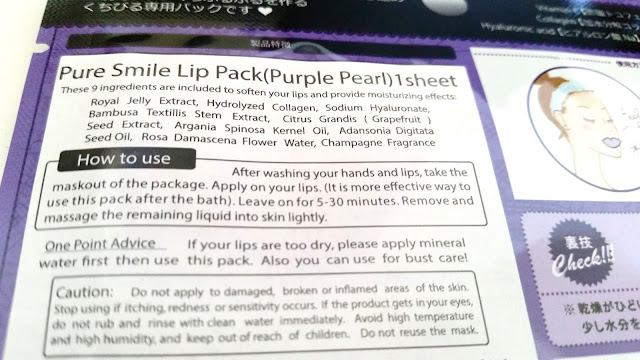 くちびる専用パックです♥
Collagen
Hyaluronic acid【ヒアルロン酸
製品特徴
Pure Smile Lip Pack(Purple Pearl)1sheet
These 9 ingredients are included to soften your lips and provide moisturizing effects:
Royal Jelly Extract, Hydrolyzed Collagen, Sodium Hyaluronate,
Bambusa Textillis Stem Extract, Citrus Grandis ( Grapefruit )
Seed Extract, Argania Spinosa Kernel Oil, Adansonia Digitata
Seed Oil, Rosa Damascena Flower Water, Champagne Fragrance
How to use
After washing your hands and lips, take the
maskout of the package. Apply on your lips. (It is more effective way to
use this pack after the bath). Leave on for 5-30 minutes. Remove and
massage the remaining liquid into skin lightly.
One Point Advice If your lips are too dry, please apply mineral
water first then use this pack. Also you can use for bust care!
Caution: Do not apply to damaged, broken or inflamed areas of the skin.
Stop using if itching, redness or sensitivity occurs. If the product gets in your eyes,
do not rub and rinse with clean water immediately. Avoid high temperature
and high humidity, and keep out of reach of children. Do not reuse the mask.
使用方
裏技
Check!!
※乾燥がひど
少し水分を